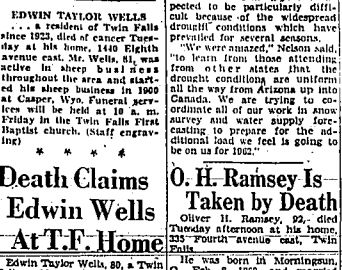 EDWIN TAYLOR WELLS
. . . a resident of Twin Falls
since 1923, died of cancer Tues-
day at his home, 1440 Eighth
avenue east. Mr. Wells, 81, was
active in sheep business
throughout the area and start-
ed his sheep business in 1900
at Casper, Wyo. Funeral serv-
ices will be held at 10 a. m.
Friday in the Twin Falls First
Baptist church. (Staff engrav-
ing)
* * * *
Death Claims
Edwin Wells
At T.F. Home
Edwin Taylor Wells, 80, a Twin
pected to be particularly diffi-
cult because of the widespread
drought conditions which have
prevailed for several seasons.
"We were amazed," Nelson said,
"to learn from those attending
from other states that the
drought conditions are uniform
all the way from Arizona up into
Canada. We are trying to co-
ordinate all of our work in snow
survey and water supply fore-
casting to prepare for the ad-
ditional load we feel is going to
be on us for 1962."
O. H. Ramsey Is
Taken by Death
Oliver H. Ramsey, 92, died
Tuesday afternoon at his home,
335 Fourth avenue east, Twin
Falls.
He was born in Morningsun,